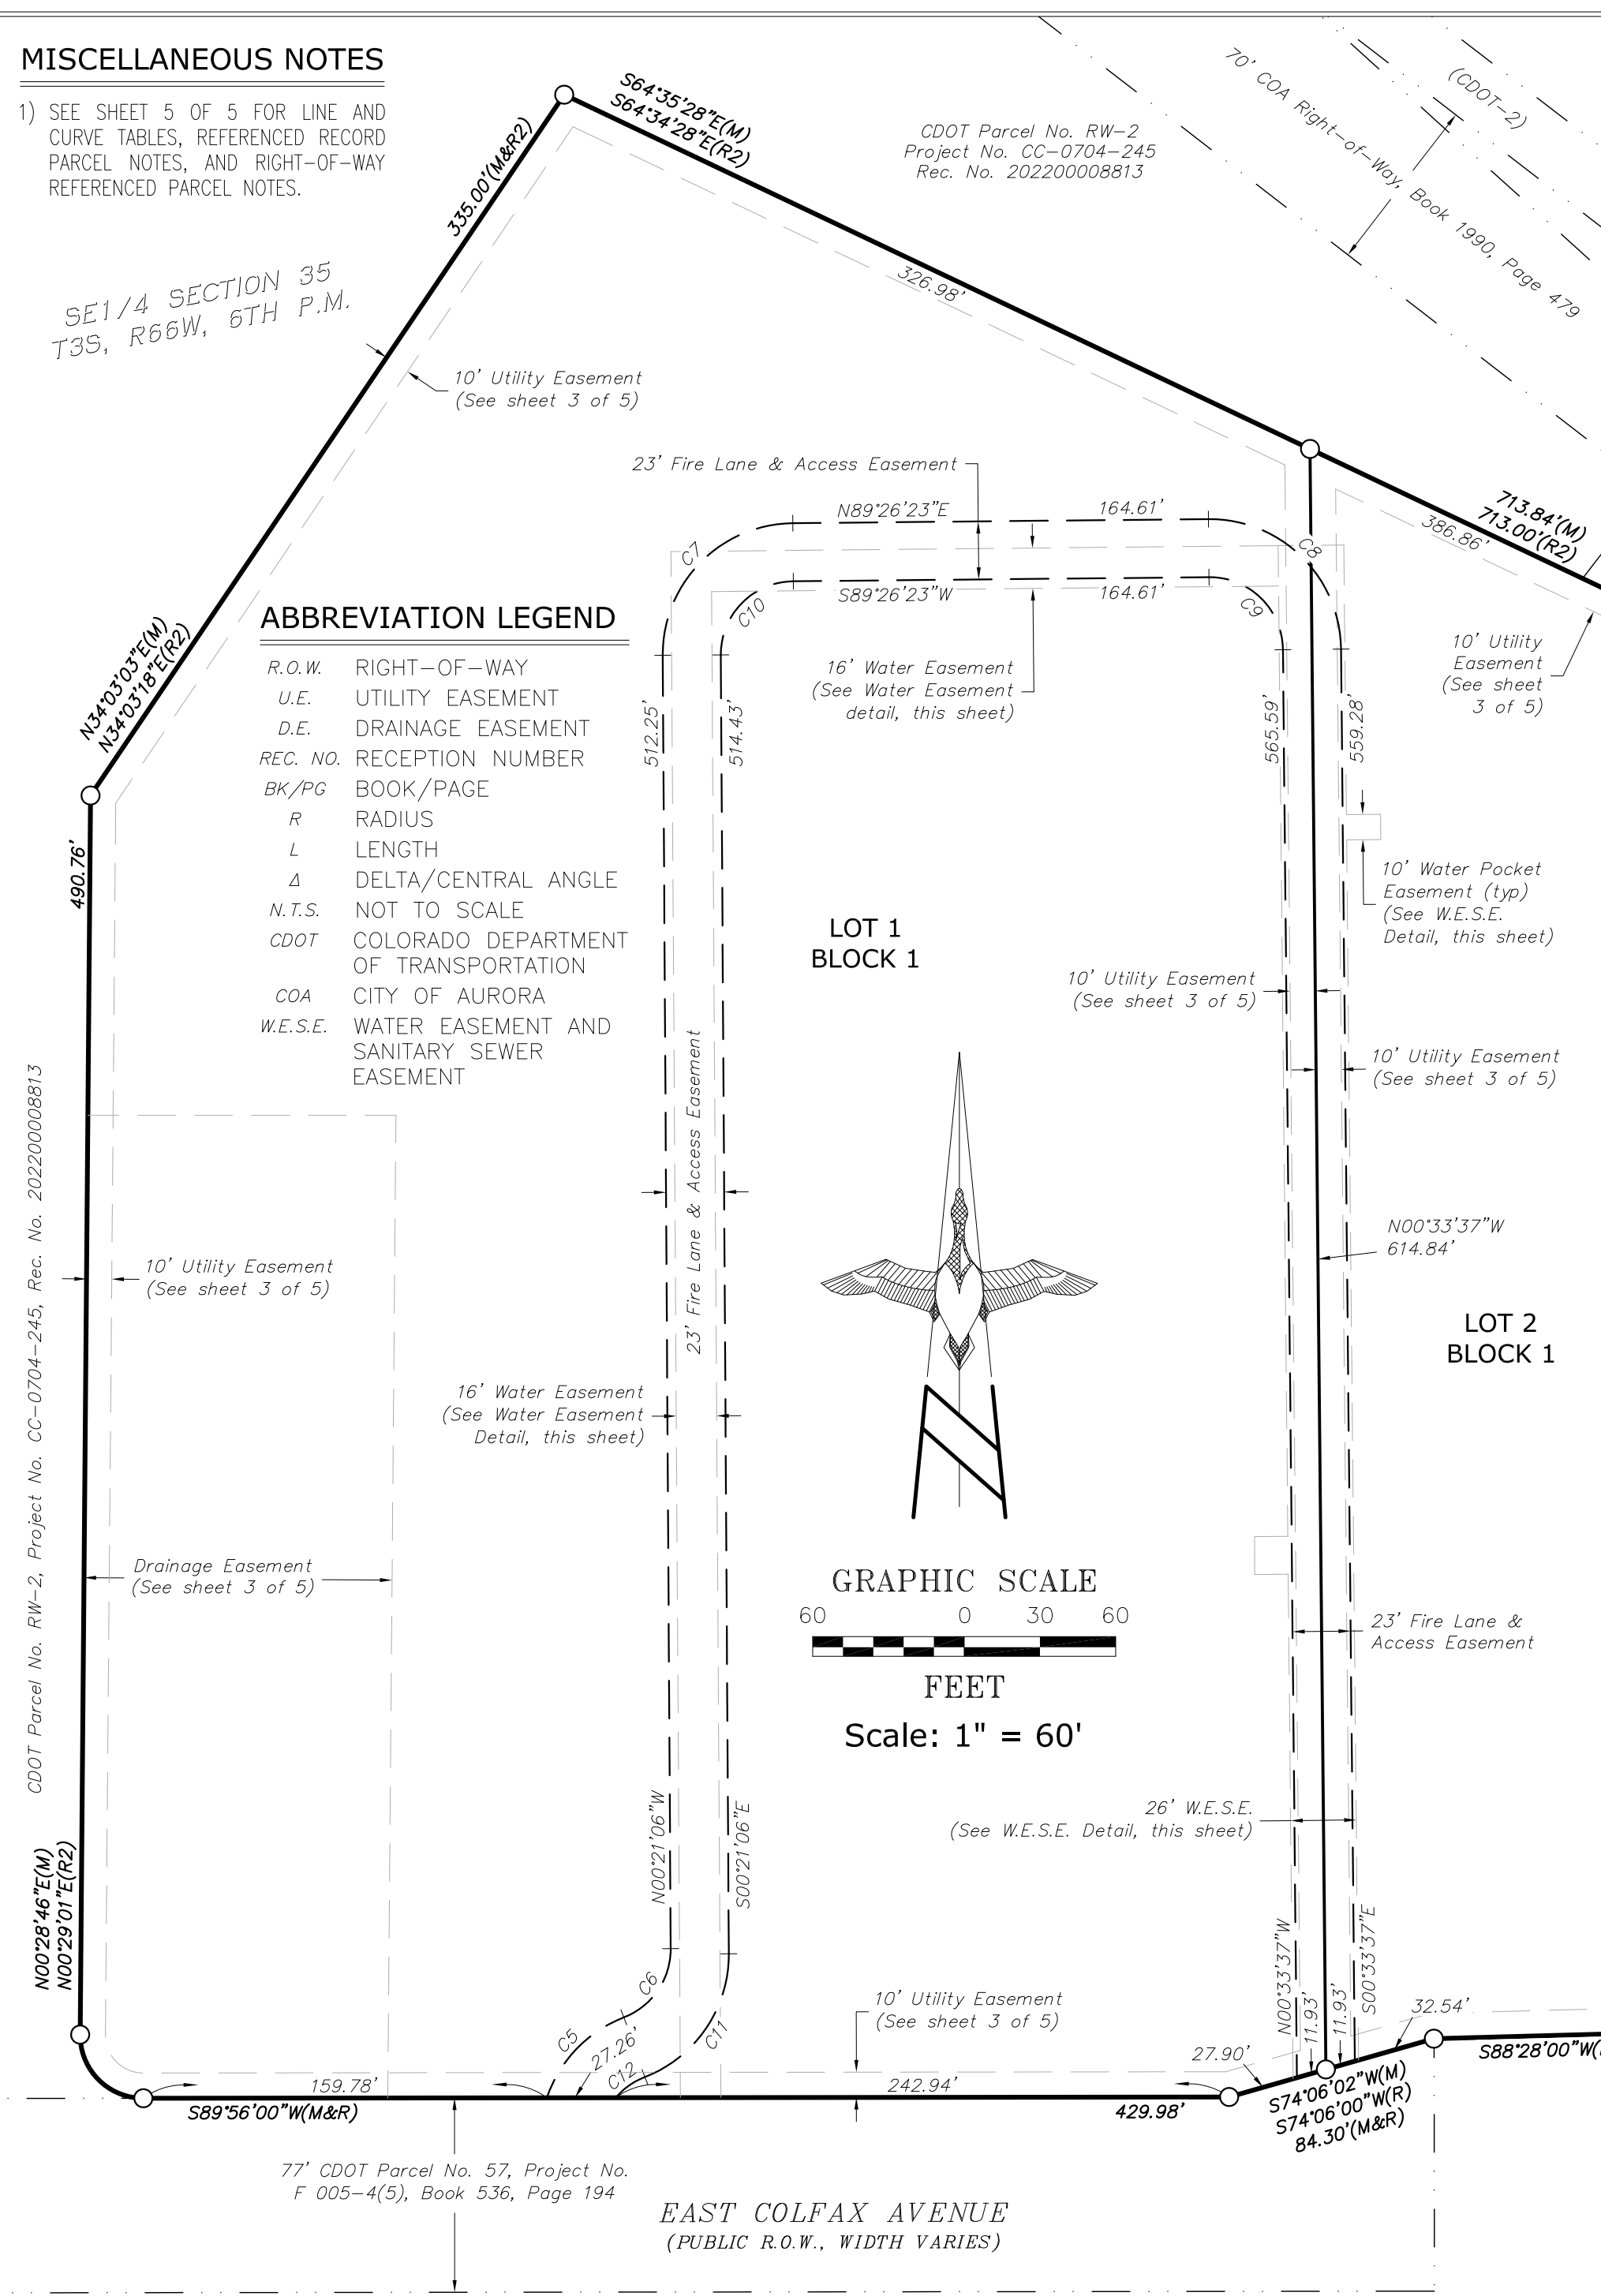 MISCELLANEOUS NOTES
1) SEE SHEET 5 OF 5 FOR LINE AND
CURVE TABLES, REFERENCED RECORD
PARCEL NOTES, AND RIGHT-OF-WAY
REFERENCED PARCEL NOTES.
S64°35'28"E(M)
S64°34'28"E(R2)
335.00'(M&R2)
CDOT Parcel No. RW-2
Project No. CC-0704-245
Rec. No. 202200008813
70' COA Right-of-Way, Book 1990, Page 479
(CDOT-2)
SE1/4 SECTION 35
T3S, R66W, 6TH P.M.
326.98'
10' Utility Easement
(See sheet 3 of 5)
23' Fire Lane & Access Easement
N89°26'23"E
164.61'
713.84'(M)
713.00'(R2)
386.86'
C7
C8
S89°26'23"W
164.61'
C10
C9
ABBREVIATION LEGEND
R.O.W. RIGHT-OF-WAY
U.E. UTILITY EASEMENT
D.E. DRAINAGE EASEMENT
REC. NO. RECEPTION NUMBER
BK/PG BOOK/PAGE
R RADIUS
L LENGTH
Δ DELTA/CENTRAL ANGLE
N.T.S. NOT TO SCALE
CDOT COLORADO DEPARTMENT
OF TRANSPORTATION
COA CITY OF AURORA
W.E.S.E. WATER EASEMENT AND
SANITARY SEWER
EASEMENT
N34°03'03"E(M)
N34°03'18"E(R2)
16' Water Easement
(See Water Easement
detail, this sheet)
10' Utility
Easement
(See sheet
3 of 5)
512.25'
514.43'
565.59'
559.28'
490.76'
10' Water Pocket
Easement (typ)
(See W.E.S.E.
Detail, this sheet)
LOT 1
BLOCK 1
10' Utility Easement
(See sheet 3 of 5)
10' Utility Easement
(See sheet 3 of 5)
23' Fire Lane & Access Easement
CDOT Parcel No. RW-2, Project No. CC-0704-245, Rec. No. 202200008813
N00°33'37"W
614.84'
10' Utility Easement
(See sheet 3 of 5)
LOT 2
BLOCK 1
16' Water Easement
(See Water Easement
Detail, this sheet)
N
Drainage Easement
(See sheet 3 of 5)
GRAPHIC SCALE
60 0 30 60
FEET
Scale: 1" = 60'
23' Fire Lane &
Access Easement
26' W.E.S.E.
(See W.E.S.E. Detail, this sheet)
N00°21'06"W
S00°21'06"E
N00°28'46"E(M)
N00°29'01"E(R2)
N00°33'37"W
11.93'
11.93'
S00°33'37"E
C6
C5
27.26'
C11
C12
10' Utility Easement
(See sheet 3 of 5)
32.54'
27.90'
S88°28'00"W(
159.78'
242.94'
S89°56'00"W(M&R)
429.98'
S74°06'02"W(M)
S74°06'00"W(R)
84.30'(M&R)
77' CDOT Parcel No. 57, Project No.
F 005-4(5), Book 536, Page 194
EAST COLFAX AVENUE
(PUBLIC R.O.W., WIDTH VARIES)